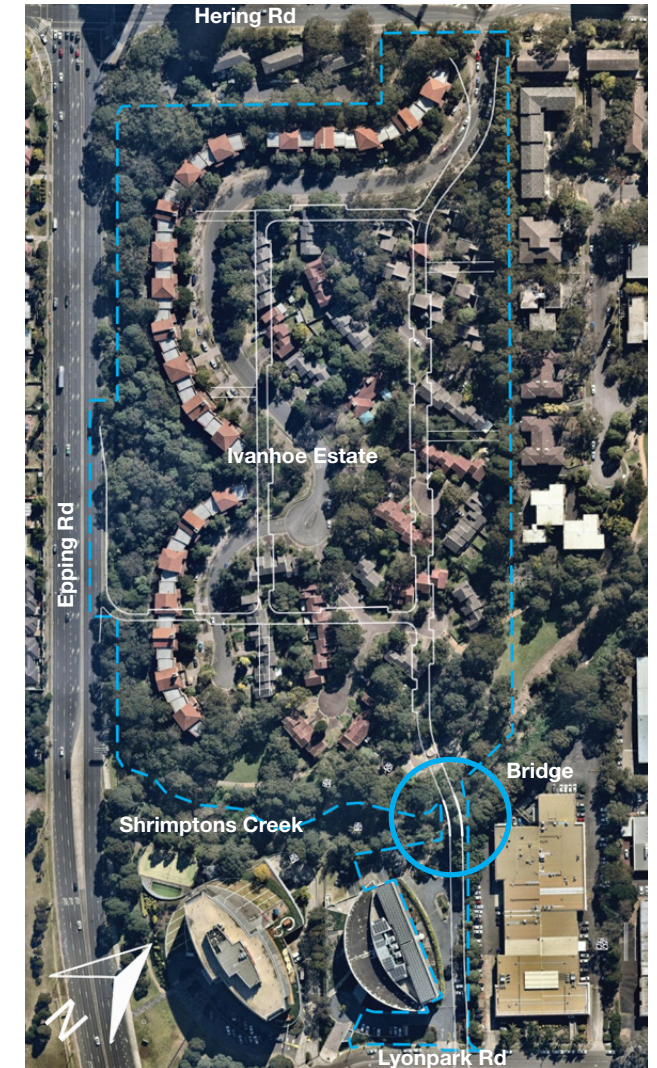 Hering Rd
Ivanhoe Estate
Epping Rd
Bridge
Shrimptons Creek
N
Lyonpark Rd